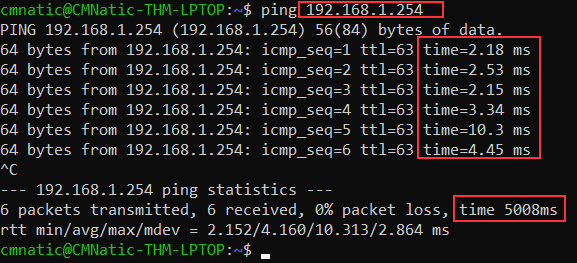 cmnatic@CMNatic-THM-LPTOP:~$ ping 192.168.1.254
PING 192.168.1.254 (192.168.1.254) 56(84) bytes of data.
64 bytes from 192.168.1.254: icmp_seq=1 ttl=63 time=2.18 ms
64 bytes from 192.168.1.254: icmp_seq=2 ttl=63 time=2.53 ms
64 bytes from 192.168.1.254: icmp_seq=3 ttl=63 time=2.15 ms
64 bytes from 192.168.1.254: icmp_seq=4 ttl=63 time=3.34 ms
64 bytes from 192.168.1.254: icmp_seq=5 ttl=63 time=10.3 ms
64 bytes from 192.168.1.254: icmp_seq=6 ttl=63 time=4.45 ms
^C
--- 192.168.1.254 ping statistics ---
6 packets transmitted, 6 received, 0% packet loss, time 5008ms
rtt min/avg/max/mdev = 2.152/4.160/10.313/2.864 ms
cmnatic@CMNatic-THM-LPTOP:~$